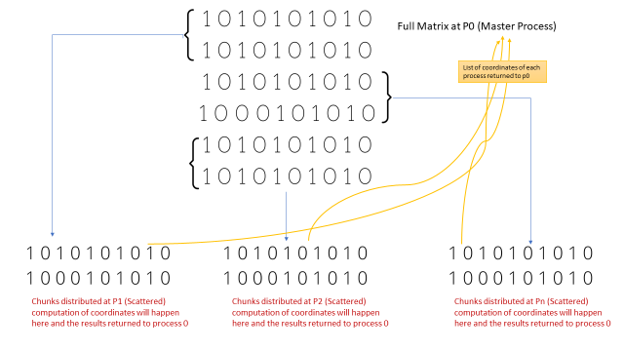 1 0 1 0 1 0 1 0 1 0
Full Matrix at P0 (Master Process)
1 0 1 0 1 0 1 0 1 0
List of coordinates of each
process returned to p0
1 0 1 0 1 0 1 0 1 0
1 0 0 0 1 0 1 0 1 0
1 0 1 0 1 0 1 0 1 0
1 0 1 0 1 0 1 0 1 0
1 0 1 0 1 0 1 0 1 0
1 0 0 0 1 0 1 0 1 0
Chunks distributed at P1 (Scattered)
computation of coordinates will happen
here and the results returned to process 0
1 0 1 0 1 0 1 0 1 0
1 0 0 0 1 0 1 0 1 0
Chunks distributed at P2 (Scattered)
computation of coordinates will happen
here and the results returned to process 0
1 0 1 0 1 0 1 0 1 0
1 0 0 0 1 0 1 0 1 0
Chunks distributed at Pn (Scattered)
computation of coordinates will happen
here and the results returned to process 0